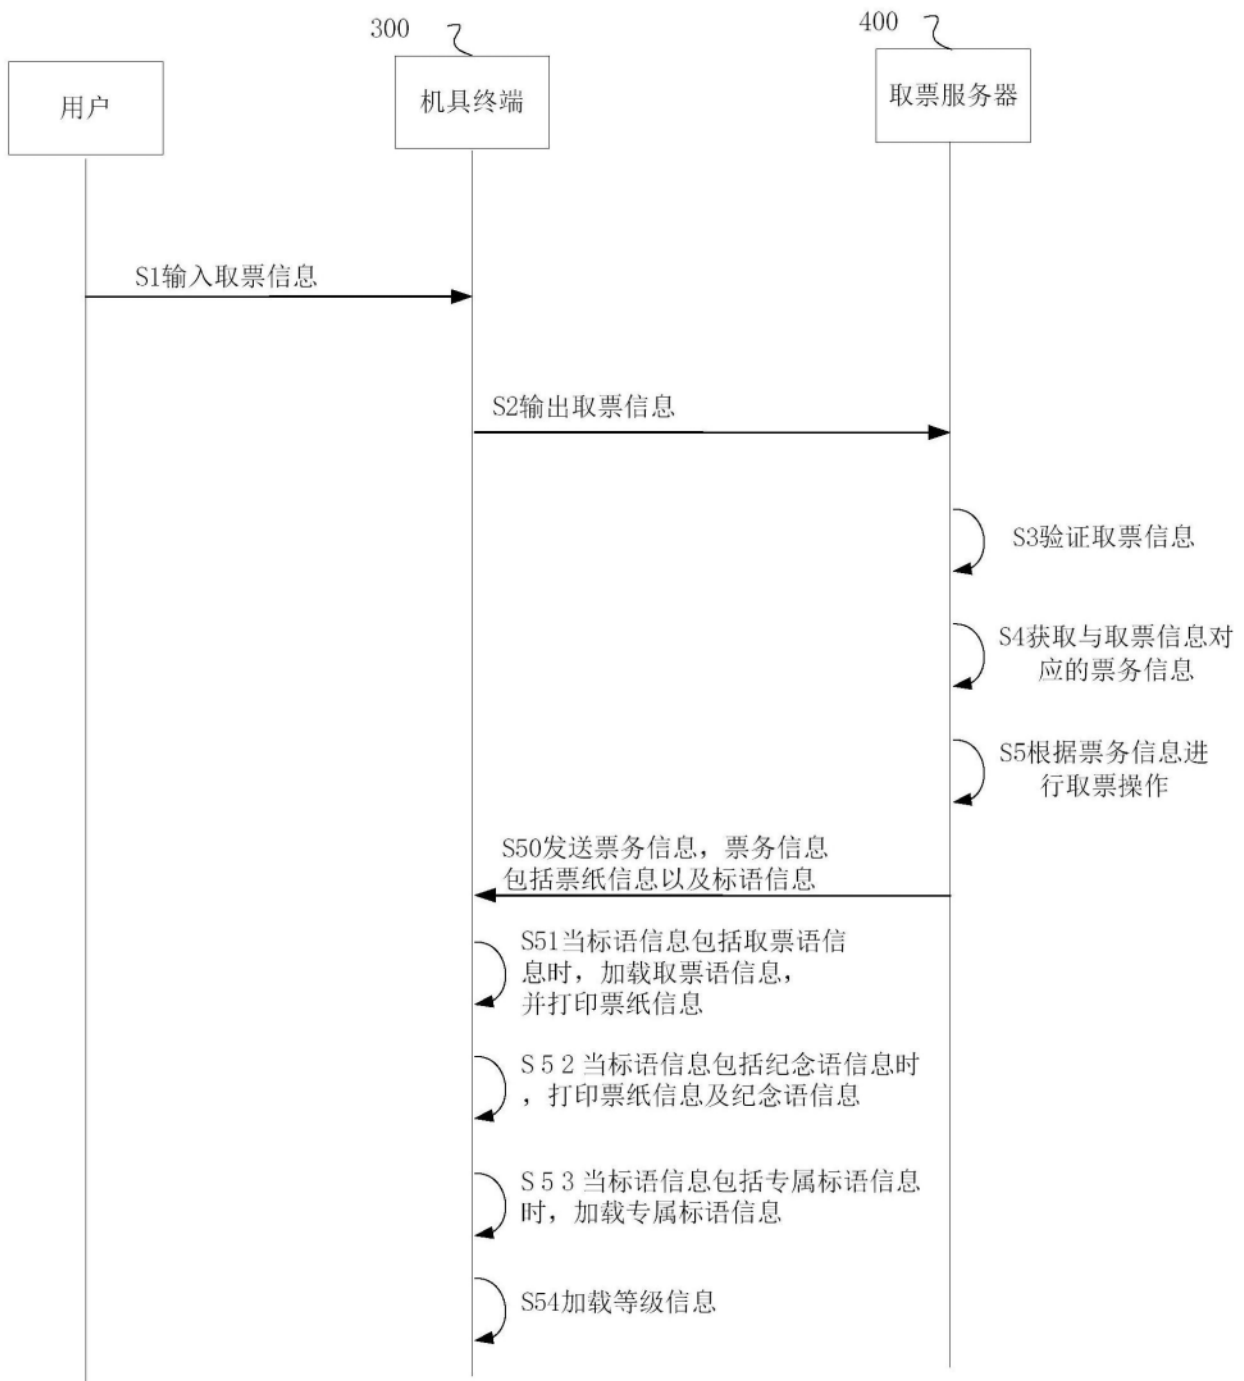 300
400
用户
机具终端
取票服务器
S1输入取票信息
S2输出取票信息
S3验证取票信息
S4获取与取票信息对
应的票务信息
S5根据票务信息进
行取票操作
S50发送票务信息，票务信息
包括票纸信息以及标语信息
S51当标语信息包括取票语信
息时，加载取票语信息，
并打印票纸信息
S52当标语信息包括纪念语信息时
，打印票纸信息及纪念语信息
S53当标语信息包括专属标语信息
时，加载专属标语信息
S54加载等级信息